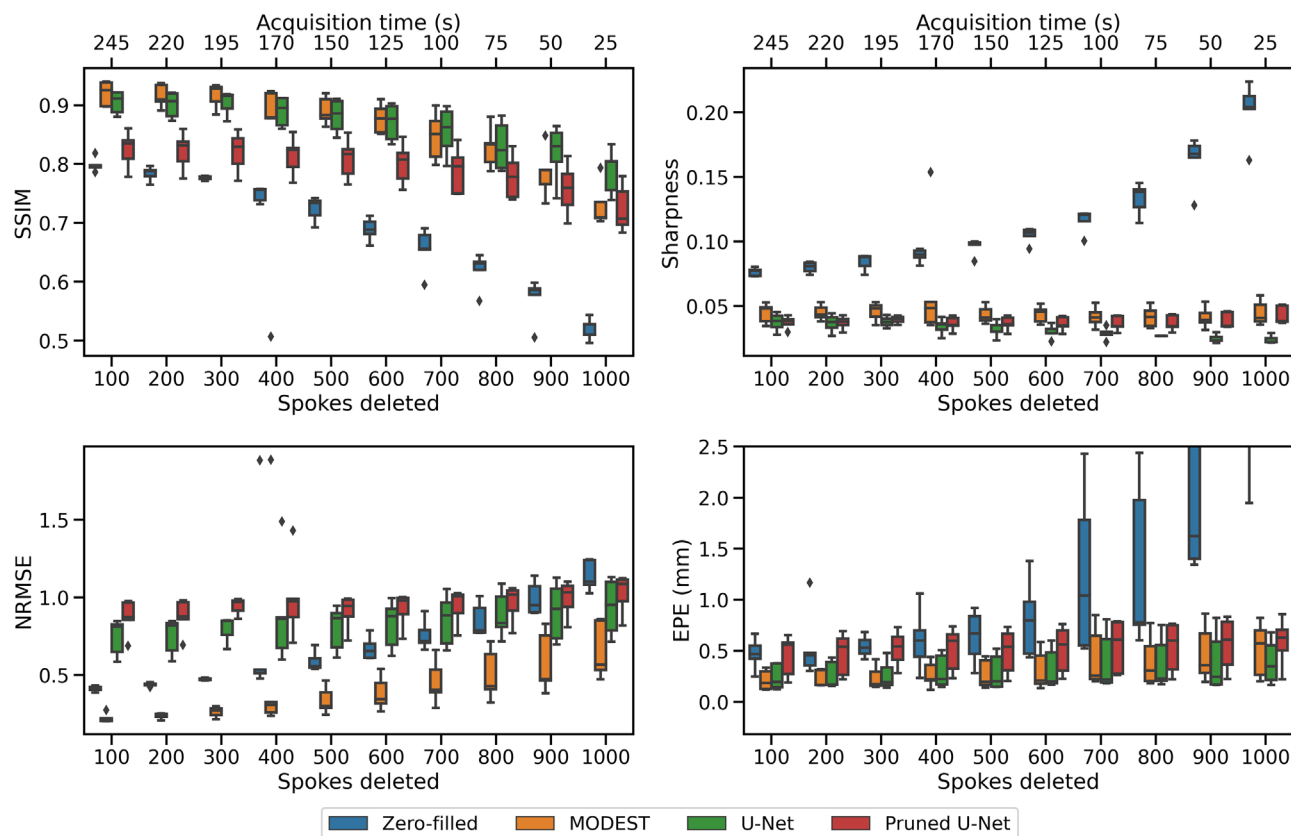 Acquisition time (s)
245 220 195 170 150 125 100 75 50 25
SSIM
0.9
0.8
0.7
0.6
0.5
100 200 300 400 500 600 700 800 900 1000
Spokes deleted
Acquisition time (s)
245 220 195 170 150 125 100 75 50 25
Sharpness
0.20
0.15
0.10
0.05
100 200 300 400 500 600 700 800 900 1000
Spokes deleted
NRMSE
1.5
1.0
0.5
100 200 300 400 500 600 700 800 900 1000
Spokes deleted
EPE (mm)
2.5
2.0
1.5
1.0
0.5
0.0
100 200 300 400 500 600 700 800 900 1000
Spokes deleted
Zero-filled MODEST U-Net Pruned U-Net